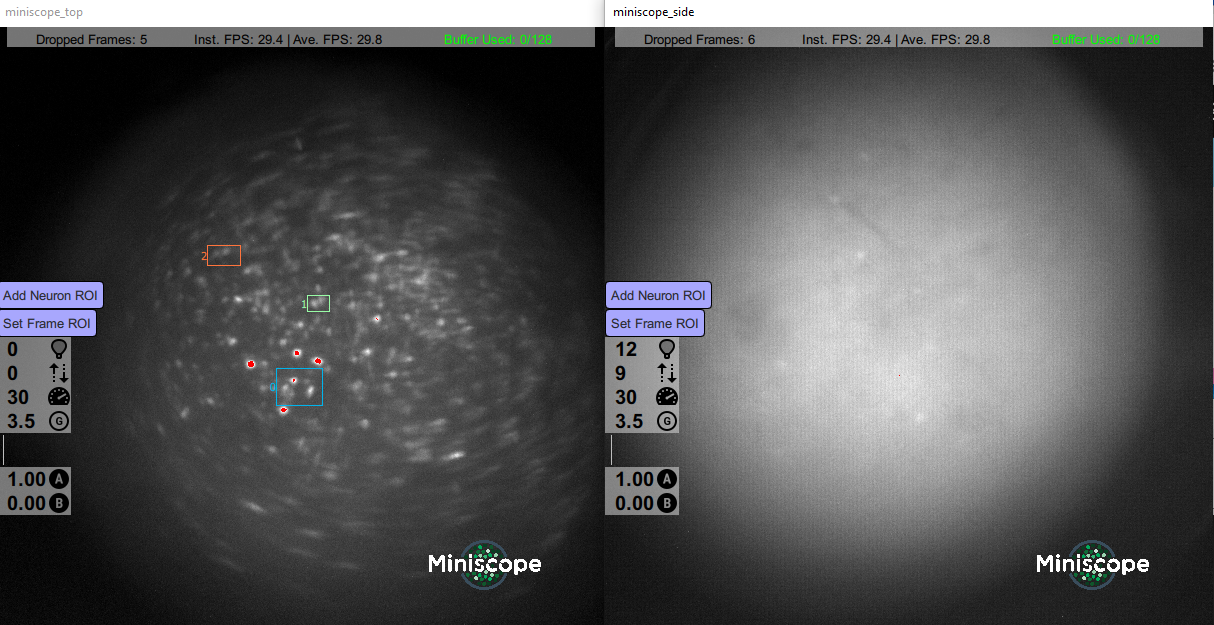 miniscope_top
Dropped Frames: 5 Inst. FPS: 29.4 | Ave. FPS: 29.8 Buffer Used: 0/128
2
1
Add Neuron ROI
Set Frame ROI
0
0
0
30
3.5 G
1.00 A
0.00 B
Miniscope
miniscope_side
Dropped Frames: 6 Inst. FPS: 29.4 | Ave. FPS: 29.8 Buffer Used: 0/128
Add Neuron ROI
Set Frame ROI
12
9
30
3.5 G
1.00 A
0.00 B
Miniscope